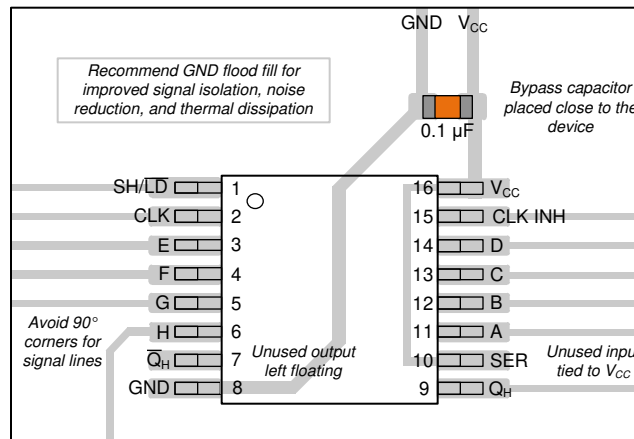 GND VCC
Recommend GND flood fill for
improved signal isolation, noise
reduction, and thermal dissipation
Bypass capacitor
placed close to the
device
0.1 µF
SH/L̅D̅ 1 16 VCC
CLK 2 15 CLK INH
E 3 14 D
F 4 13 C
G 5 12 B
Avoid 90°
corners for
signal lines
H 6 11 A
Q̅H 7 10 SER
Unused output
left floating
Unused input
tied to VCC
GND 8 9 QH